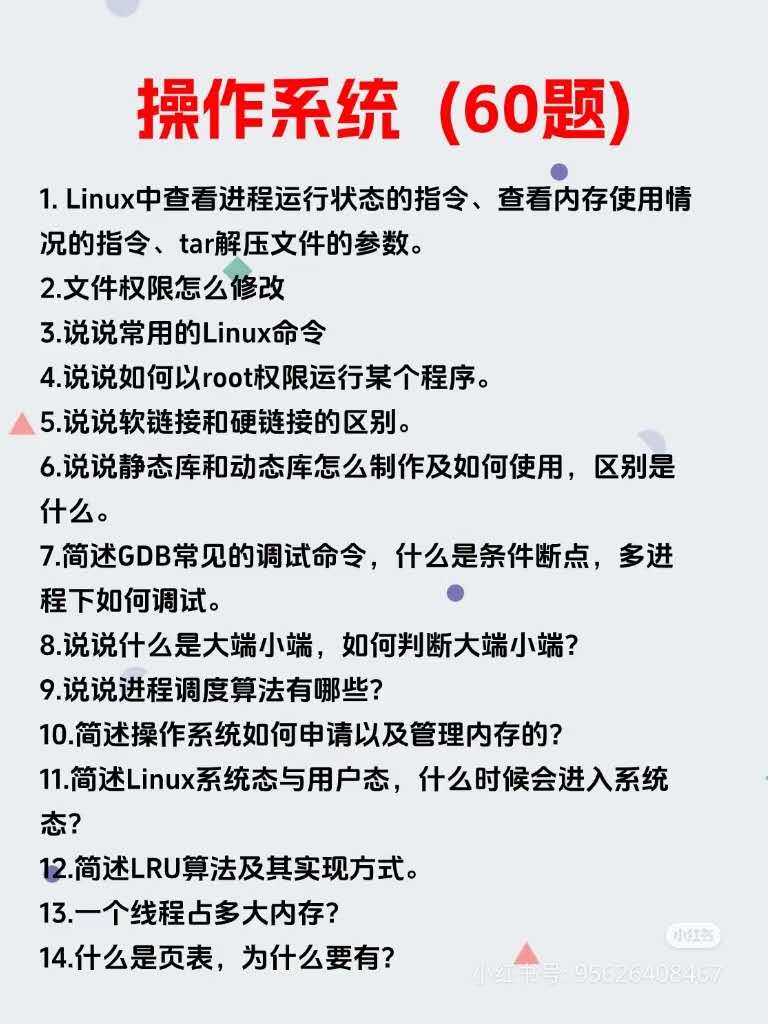 操作系统 (60题)
1. Linux中查看进程运行状态的指令、查看内存使用情
况的指令、tar解压文件的参数。
2.文件权限怎么修改
3.说说常用的Linux命令
4.说说如何以root权限运行某个程序。
5.说说软链接和硬链接的区别。
6.说说静态库和动态库怎么制作及如何使用，区别是
什么。
7.简述GDB常见的调试命令，什么是条件断点，多进
程下如何调试。
8.说说什么是大端小端，如何判断大端小端？
9.说说进程调度算法有哪些？
10.简述操作系统如何申请以及管理内存的？
11.简述Linux系统态与用户态，什么时候会进入系统
态？
12.简述LRU算法及其实现方式。
13.一个线程占多大内存？
14.什么是页表，为什么要有？
小红书
小红书号: 95626408467